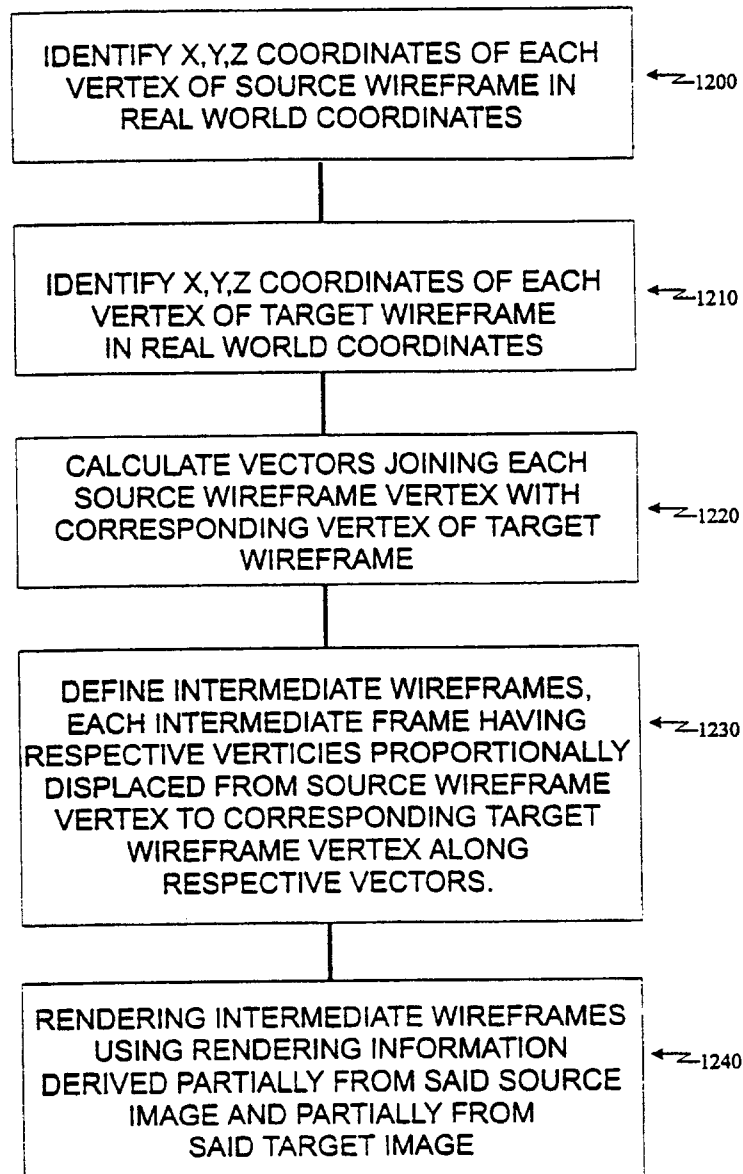 IDENTIFY X,Y,Z COORDINATES OF EACH
VERTEX OF SOURCE WIREFRAME IN
REAL WORLD COORDINATES
1200
IDENTIFY X,Y,Z COORDINATES OF EACH
VERTEX OF TARGET WIREFRAME
IN REAL WORLD COORDINATES
1210
CALCULATE VECTORS JOINING EACH
SOURCE WIREFRAME VERTEX WITH
CORRESPONDING VERTEX OF TARGET
WIREFRAME
1220
DEFINE INTERMEDIATE WIREFRAMES,
EACH INTERMEDIATE FRAME HAVING
RESPECTIVE VERTICIES PROPORTIONALLY
DISPLACED FROM SOURCE WIREFRAME
VERTEX TO CORRESPONDING TARGET
WIREFRAME VERTEX ALONG
RESPECTIVE VECTORS.
1230
RENDERING INTERMEDIATE WIREFRAMES
USING RENDERING INFORMATION
DERIVED PARTIALLY FROM SAID SOURCE
IMAGE AND PARTIALLY FROM
SAID TARGET IMAGE
1240